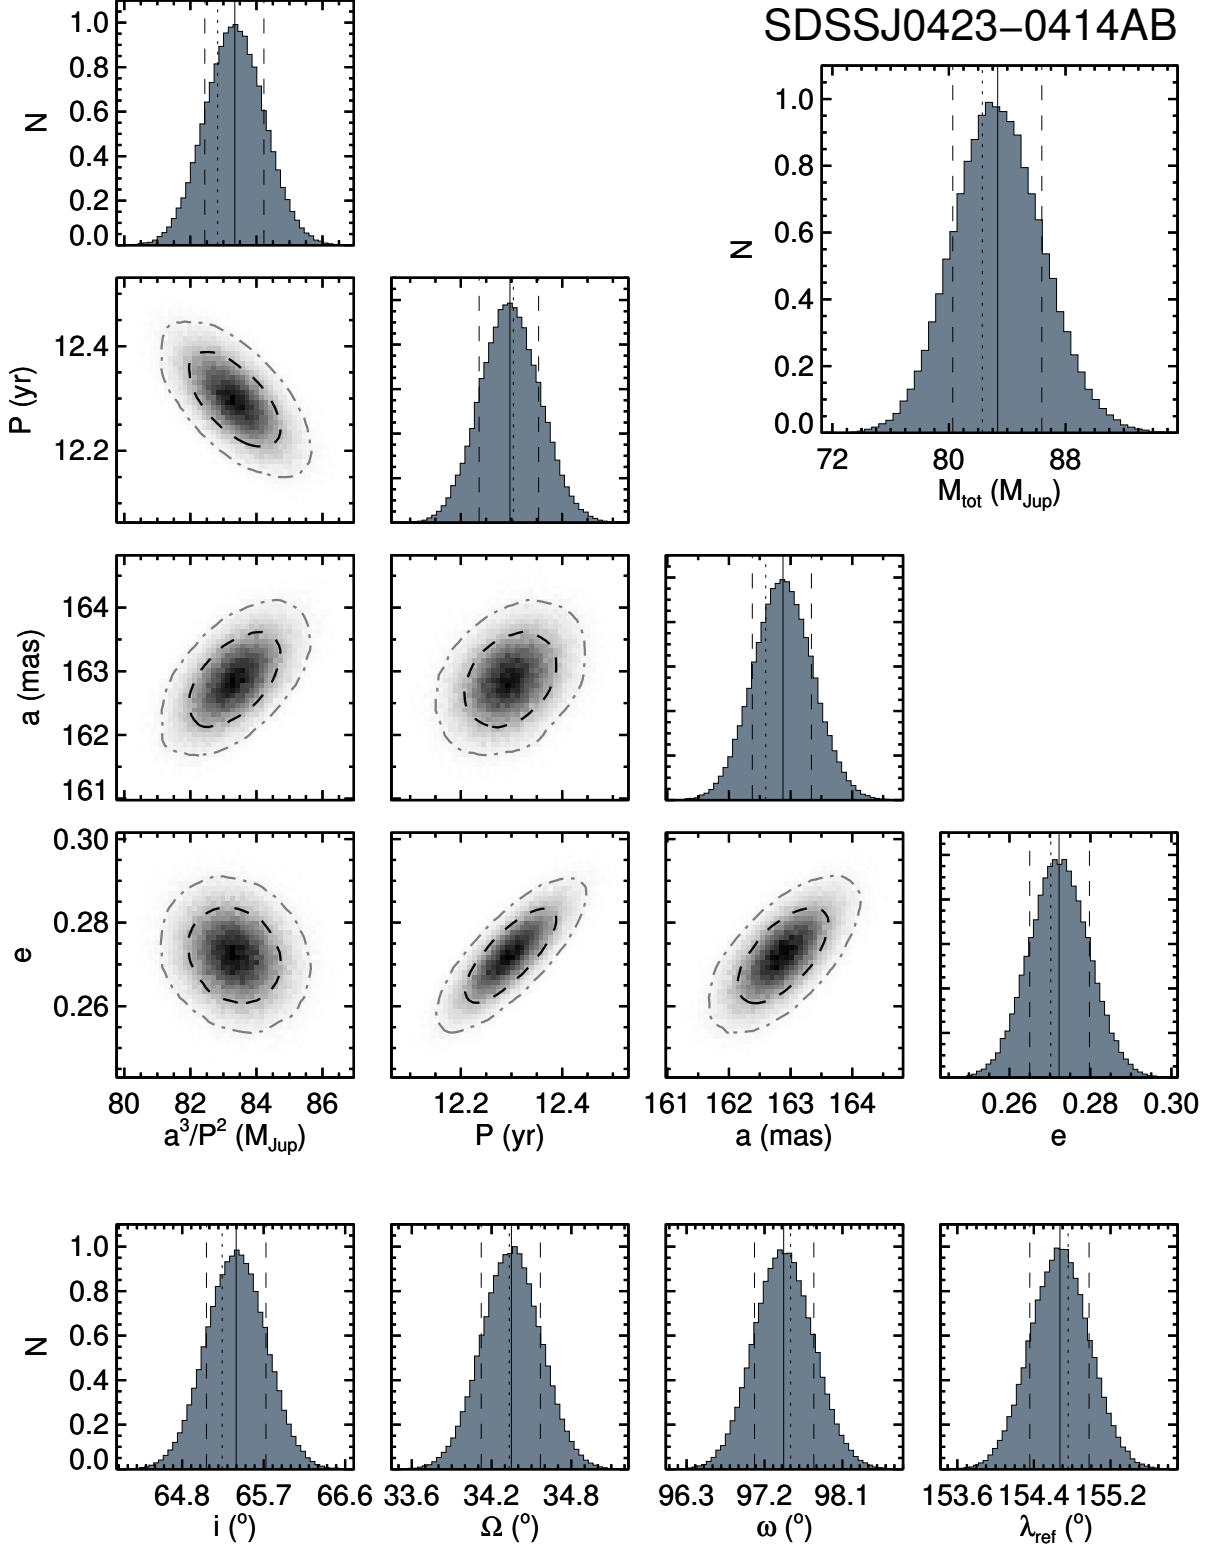 SDSSJ0423−0414AB
1.0
0.8
0.6
0.4
0.2
0.0
N
1.0
0.8
0.6
0.4
0.2
0.0
N
72 80 88
M_tot (M_Jup)
12.4
12.2
P (yr)
164
163
162
161
a (mas)
0.30
0.28
0.26
e
80 82 84 86
a³/P² (M_Jup)
12.2 12.4
P (yr)
161 162 163 164
a (mas)
0.26 0.28 0.30
e
1.0
0.8
0.6
0.4
0.2
0.0
N
64.8 65.7 66.6
i (°)
33.6 34.2 34.8
Ω (°)
96.3 97.2 98.1
ω (°)
153.6 154.4 155.2
λ_ref (°)